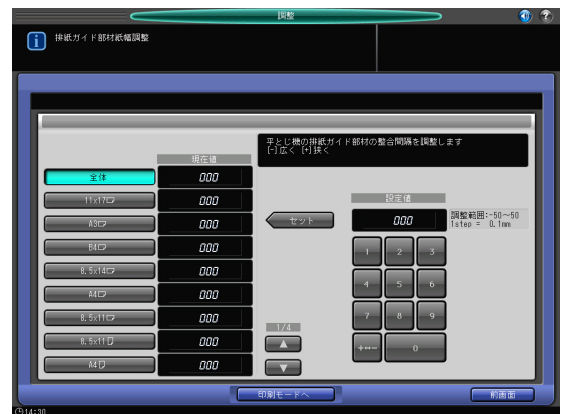 調整
排紙ガイド部材紙幅調整
平とじ機の排紙ガイド部材の整合間隔を調整します
[-]広く [+]狭く
現在値
全体 000
11x17 000
A3 000
B4 000
8.5x14 000
A4 000
8.5x11 000
8.5x11 000
A4 000
セット
設定値
000
調整範囲:-50～50
1step = 0.1mm
1 2 3
4 5 6
7 8 9
+↔- 0
1/4
印刷モードへ
前画面
14:30